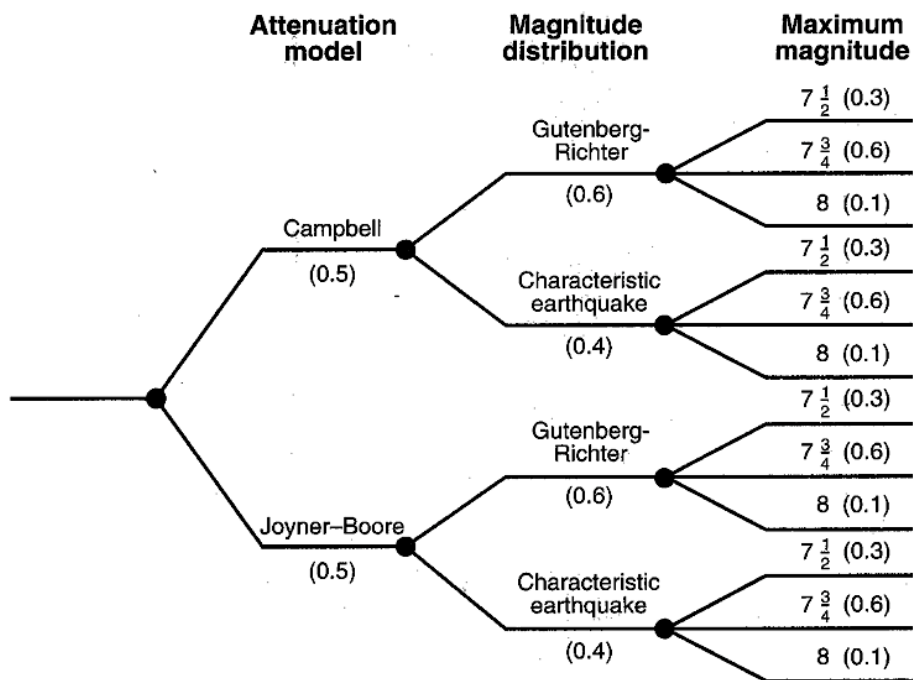 Attenuation model
Magnitude distribution
Maximum magnitude
Campbell
(0.5)
Gutenberg-
Richter
(0.6)
7 1/2 (0.3)
7 3/4 (0.6)
8 (0.1)
Characteristic
earthquake
(0.4)
7 1/2 (0.3)
7 3/4 (0.6)
8 (0.1)
Joyner–Boore
(0.5)
Gutenberg-
Richter
(0.6)
7 1/2 (0.3)
7 3/4 (0.6)
8 (0.1)
Characteristic
earthquake
(0.4)
7 1/2 (0.3)
7 3/4 (0.6)
8 (0.1)